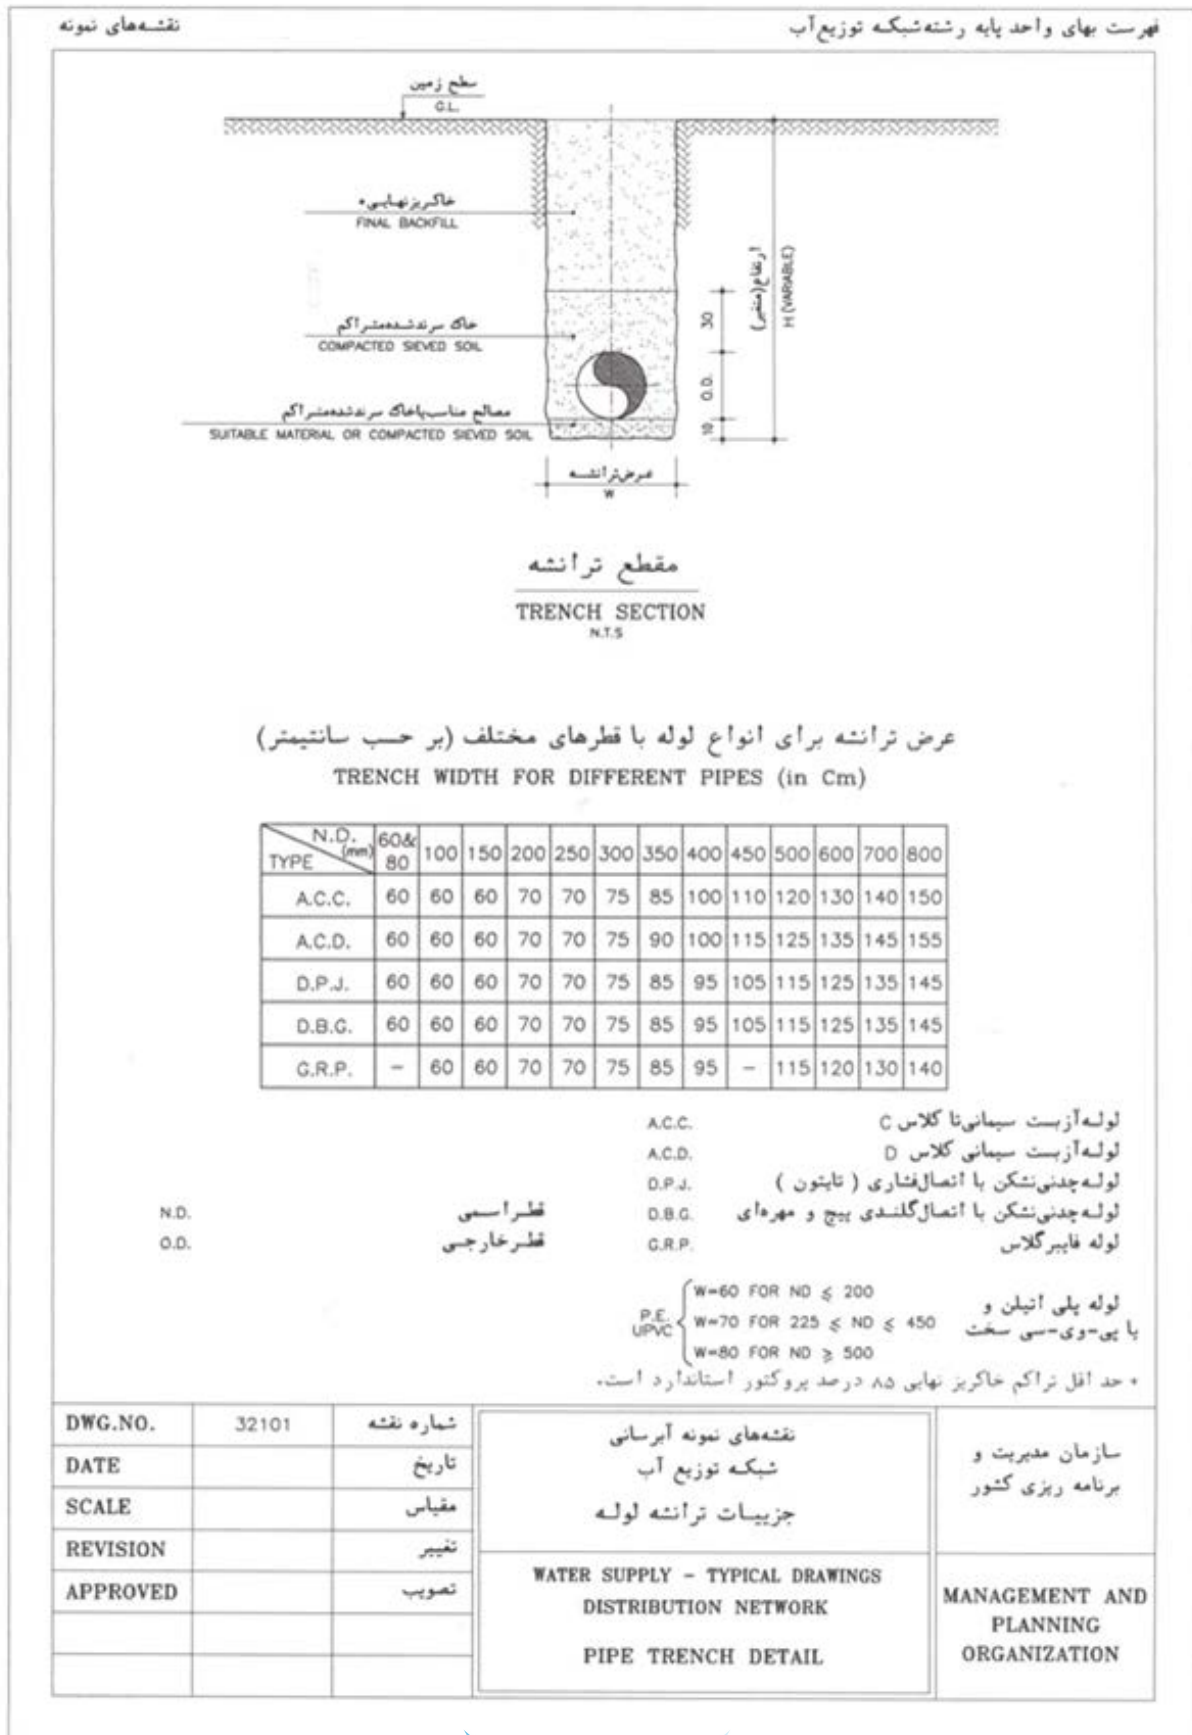 فهرست بهای واحد پایه رشته شبکه توزیع آب
نقشه‌های نمونه
سطح زمین
G.L.
خاکریز نهایی*
FINAL BACKFILL
خاک سرند شده متراکم
COMPACTED SIEVED SOIL
مصالح مناسب یا خاک سرند شده متراکم
SUITABLE MATERIAL OR COMPACTED SIEVED SOIL
30
O.D.
10
ارتفاع (متغیر)
H (VARIABLE)
عرض ترانشه
W
مقطع ترانشه
TRENCH SECTION
N.T.S
عرض ترانشه برای انواع لوله با قطرهای مختلف (بر حسب سانتیمتر)
TRENCH WIDTH FOR DIFFERENT PIPES (in Cm)
TYPE N.D. (mm) 60& 80 100 150 200 250 300 350 400 450 500 600 700 800
A.C.C. 60 60 60 70 70 75 85 100 110 120 130 140 150
A.C.D. 60 60 60 70 70 75 90 100 115 125 135 145 155
D.P.J. 60 60 60 70 70 75 85 95 105 115 125 135 145
D.B.G. 60 60 60 70 70 75 85 95 105 115 125 135 145
G.R.P. – 60 60 70 70 75 85 95 – 115 120 130 140
لوله آزبست سیمانی تا کلاس C A.C.C.
لوله آزبست سیمانی کلاس D A.C.D.
لوله چدنی نشکن با اتصال فشاری ( تایتون ) D.P.J.
لوله چدنی نشکن با اتصال گلندی پیچ و مهره‌ای D.B.G. قطر اسمی N.D.
لوله فایبرگلاس G.R.P. قطر خارجی O.D.
لوله پلی اتیلن و
یا پی-وی-سی سخت
P.E.
UPVC
W=60 FOR ND ⩽ 200
W=70 FOR 225 ⩽ ND ⩽ 450
W=80 FOR ND ⩾ 500
* حد اقل تراکم خاکریز نهایی ۸۵ درصد پروکتور استاندارد است.
سازمان مدیریت و
برنامه ریزی کشور
MANAGEMENT AND
PLANNING
ORGANIZATION
نقشه‌های نمونه آبرسانی
شبکه توزیع آب
جزییات ترانشه لوله
WATER SUPPLY – TYPICAL DRAWINGS
DISTRIBUTION NETWORK
PIPE TRENCH DETAIL
DWG.NO. 32101 شماره نقشه
DATE تاریخ
SCALE مقیاس
REVISION تغییر
APPROVED تصویب